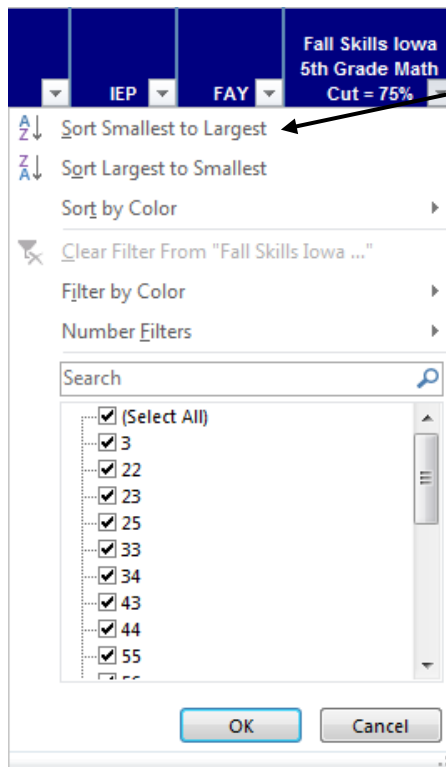 Fall Skills Iowa
5th Grade Math
IEP FAY Cut = 75%
Sort Smallest to Largest
Sort Largest to Smallest
Sort by Color
Clear Filter From "Fall Skills Iowa ..."
Filter by Color
Number Filters
Search
(Select All)
3
22
23
25
33
34
43
44
55
OK Cancel